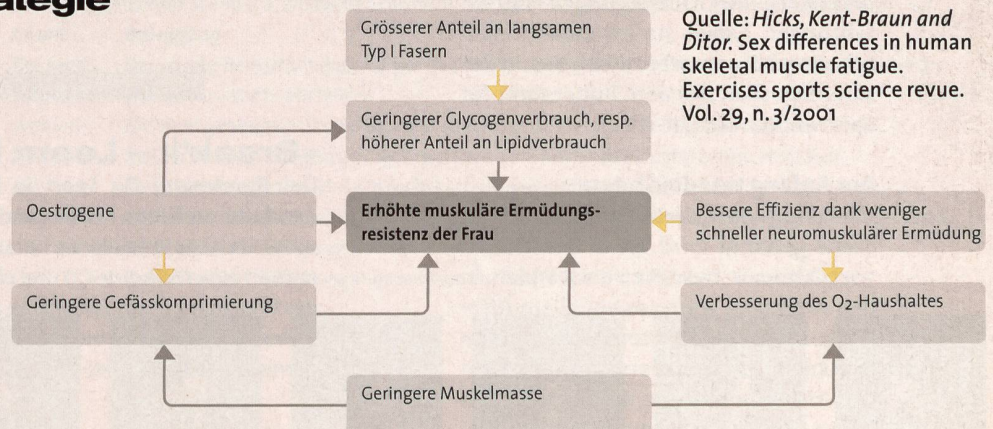 Grösserer Anteil an langsamen
Typ I Fasern
Quelle: Hicks, Kent-Braun and
Ditor. Sex differences in human
skeletal muscle fatigue.
Exercises sports science revue.
Vol. 29, n. 3/2001
Geringerer Glycogenverbrauch, resp.
höherer Anteil an Lipidverbrauch
Oestrogene
Erhöhte muskuläre Ermüdungs-
resistenz der Frau
Bessere Effizienz dank weniger
schneller neuromuskulärer Ermüdung
Geringere Gefässkomprimierung
Verbesserung des O2-Haushaltes
Geringere Muskelmasse